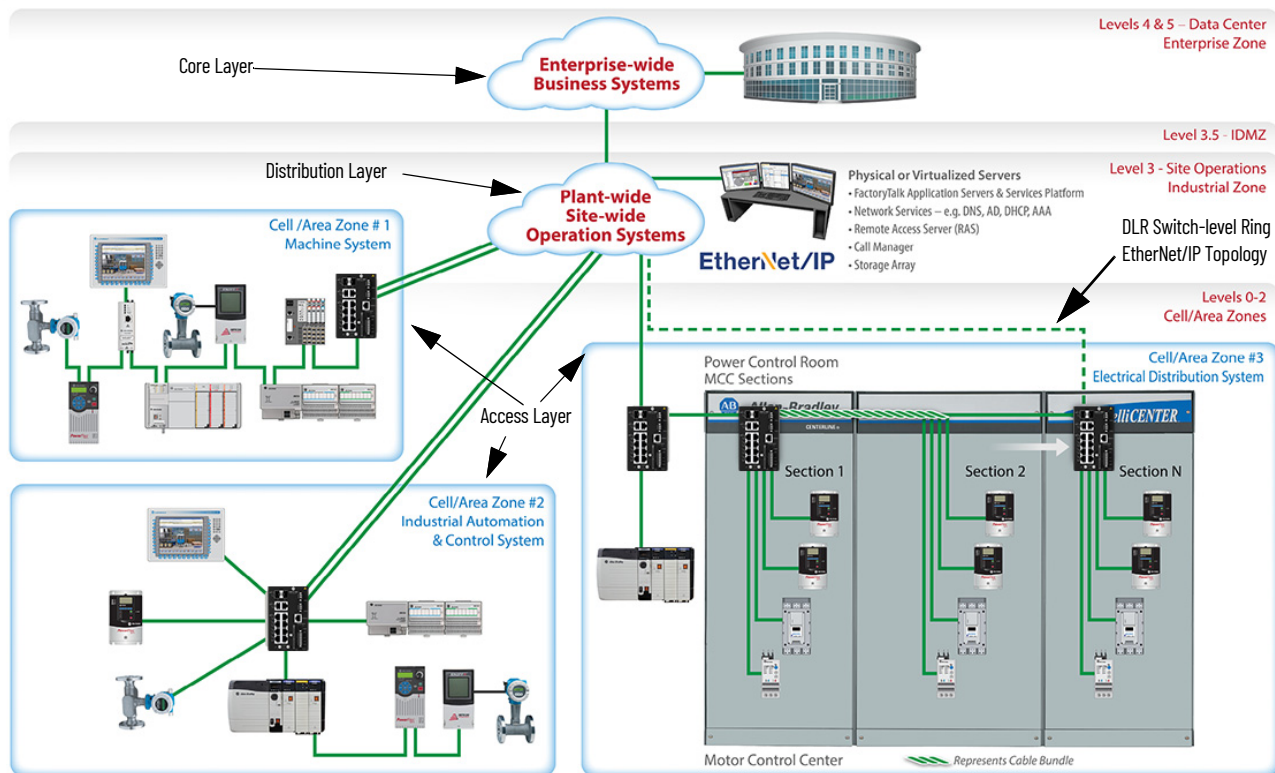 Levels 4 & 5 – Data Center
Enterprise Zone
Core Layer
Enterprise-wide
Business Systems
Level 3.5 - IDMZ
Level 3 - Site Operations
Industrial Zone
Distribution Layer
Plant-wide
Site-wide
Operation Systems
Physical or Virtualized Servers
• FactoryTalk Application Servers & Services Platform
• Network Services – e.g. DNS, AD, DHCP, AAA
• Remote Access Server (RAS)
• Call Manager
• Storage Array
EtherNet/IP
DLR Switch-level Ring
EtherNet/IP Topology
Levels 0-2
Cell/Area Zones
Cell /Area Zone # 1
Machine System
Access Layer
Cell/Area Zone #2
Industrial Automation
& Control System
Cell/Area Zone #3
Electrical Distribution System
Power Control Room
MCC Sections
AB Allen-Bradley
CENTERLINE
elliCENTER
Section 1
Section 2
Section N
Motor Control Center
Represents Cable Bundle